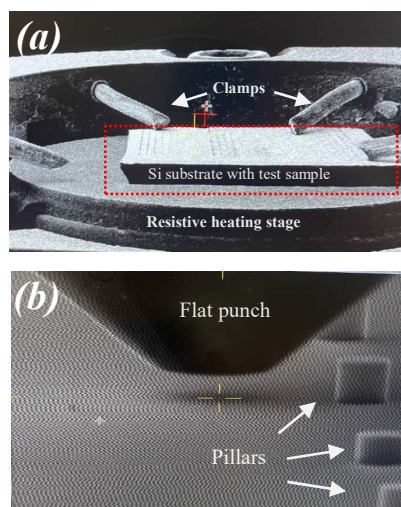 (a)
Clamps
Si substrate with test sample
Resistive heating stage
(b)
Flat punch
Pillars